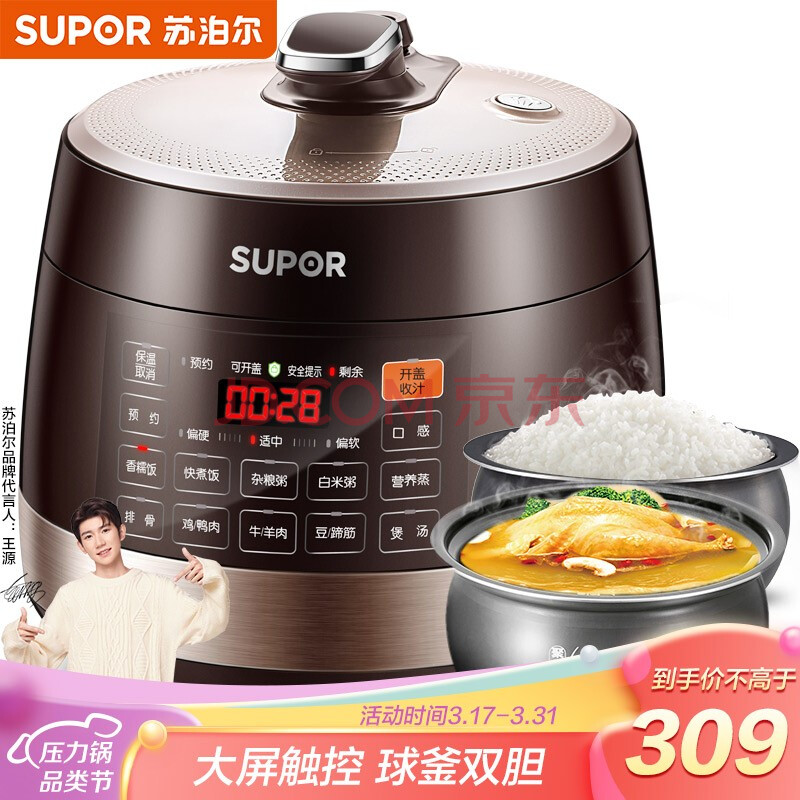 SUPOR 苏泊尔
SUPOR
保温
取消
预约
可开盖
安全提示
剩余
开盖
收汁
JD.COM 京东
00:28
预 约
偏硬
适中
偏软
口 感
香糯饭
快煮饭
杂粮粥
白米粥
营养蒸
排 骨
鸡/鸭肉
牛/羊肉
豆/蹄筋
煲 汤
苏泊尔品牌代言人：王源
聚
活动时间3.17-3.31
到手价不高于
309
压力锅
品类节
大屏触控 球釜双胆